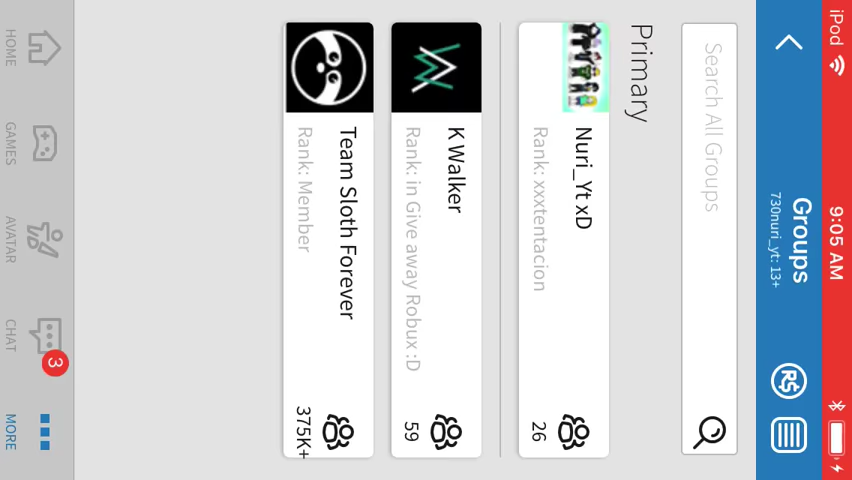 iPod 9:05 AM
Groups
730nuri_yt: 13+
R$
Search All Groups
Primary
Nuri_Yt xD
Rank: xxxtentacion
26
K Walker
Rank: in Give away Robux :D
59
Team Sloth Forever
Rank: Member
375K+
3
HOME GAMES AVATAR CHAT MORE